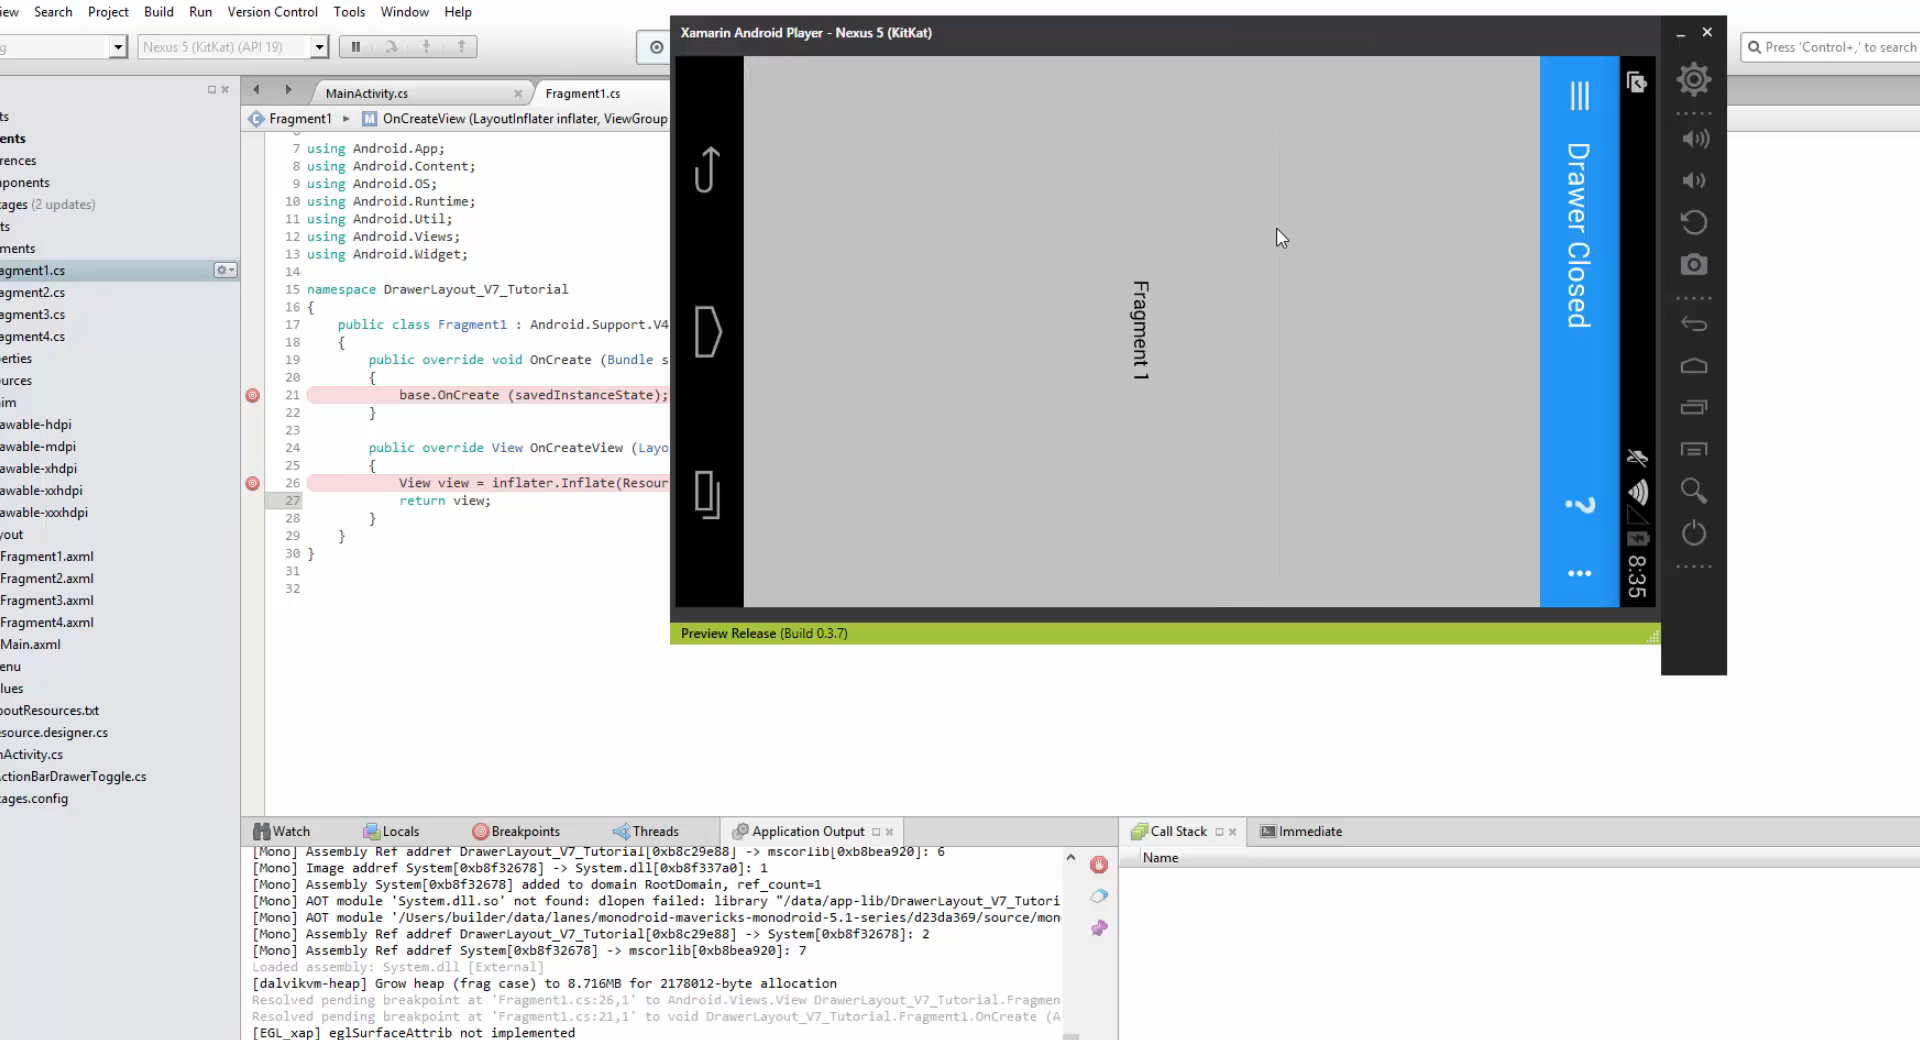 iew Search Project Build Run Version Control Tools Window Help
g Nexus 5 (KitKat) (API 19)
Press 'Control+,' to search
Xamarin Android Player - Nexus 5 (KitKat)
MainActivity.cs Fragment1.cs
Fragment1 OnCreateView (LayoutInflater inflater, ViewGroup
ts
ents
rences
nponents
ages (2 updates)
ts
ments
agment1.cs
agment2.cs
agment3.cs
agment4.cs
erties
ources
im
awable-hdpi
awable-mdpi
awable-xhdpi
awable-xxhdpi
awable-xxxhdpi
yout
Fragment1.axml
Fragment2.axml
Fragment3.axml
Fragment4.axml
Main.axml
enu
lues
boutResources.txt
esource.designer.cs
nActivity.cs
ctionBarDrawerToggle.cs
ages.config
7 using Android.App;
8 using Android.Content;
9 using Android.OS;
10 using Android.Runtime;
11 using Android.Util;
12 using Android.Views;
13 using Android.Widget;
14
15 namespace DrawerLayout_V7_Tutorial
16 {
17 public class Fragment1 : Android.Support.V4
18 {
19 public override void OnCreate (Bundle s
20 {
21 base.OnCreate (savedInstanceState);
22 }
23
24 public override View OnCreateView (Layo
25 {
26 View view = inflater.Inflate(Resour
27 return view;
28 }
29 }
30 }
31
32
Drawer Closed
?
8:35
Fragment 1
Preview Release (Build 0.3.7)
Watch Locals Breakpoints Threads Application Output
[Mono] Assembly Ref addref DrawerLayout_V7_Tutorial[0xb8c29e88] -> mscorlib[0xb8bea920]: 6
[Mono] Image addref System[0xb8f32678] -> System.dll[0xb8f337a0]: 1
[Mono] Assembly System[0xb8f32678] added to domain RootDomain, ref_count=1
[Mono] AOT module 'System.dll.so' not found: dlopen failed: library "/data/app-lib/DrawerLayout_V7_Tutori
[Mono] AOT module '/Users/builder/data/lanes/monodroid-mavericks-monodroid-5.1-series/d23da369/source/mon
[Mono] Assembly Ref addref DrawerLayout_V7_Tutorial[0xb8c29e88] -> System[0xb8f32678]: 2
[Mono] Assembly Ref addref System[0xb8f32678] -> mscorlib[0xb8bea920]: 7
Loaded assembly: System.dll [External]
[dalvikvm-heap] Grow heap (frag case) to 8.716MB for 2178012-byte allocation
Resolved pending breakpoint at 'Fragment1.cs:26,1' to Android.Views.View DrawerLayout_V7_Tutorial.Fragmen
Resolved pending breakpoint at 'Fragment1.cs:21,1' to void DrawerLayout_V7_Tutorial.Fragment1.OnCreate (A
[EGL_xap] eglSurfaceAttrib not implemented
Call Stack Immediate
Name